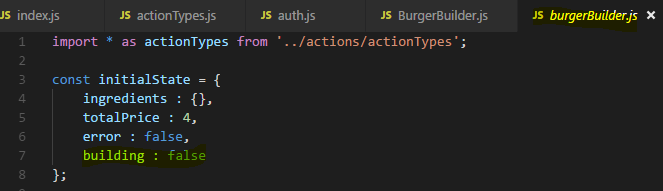 JS index.js JS actionTypes.js JS auth.js JS BurgerBuilder.js JS burgerBuilder.js ×
1 import * as actionTypes from '../actions/actionTypes';
2
3 const initialState = {
4 ingredients : {},
5 totalPrice : 4,
6 error : false,
7 building : false
8 };